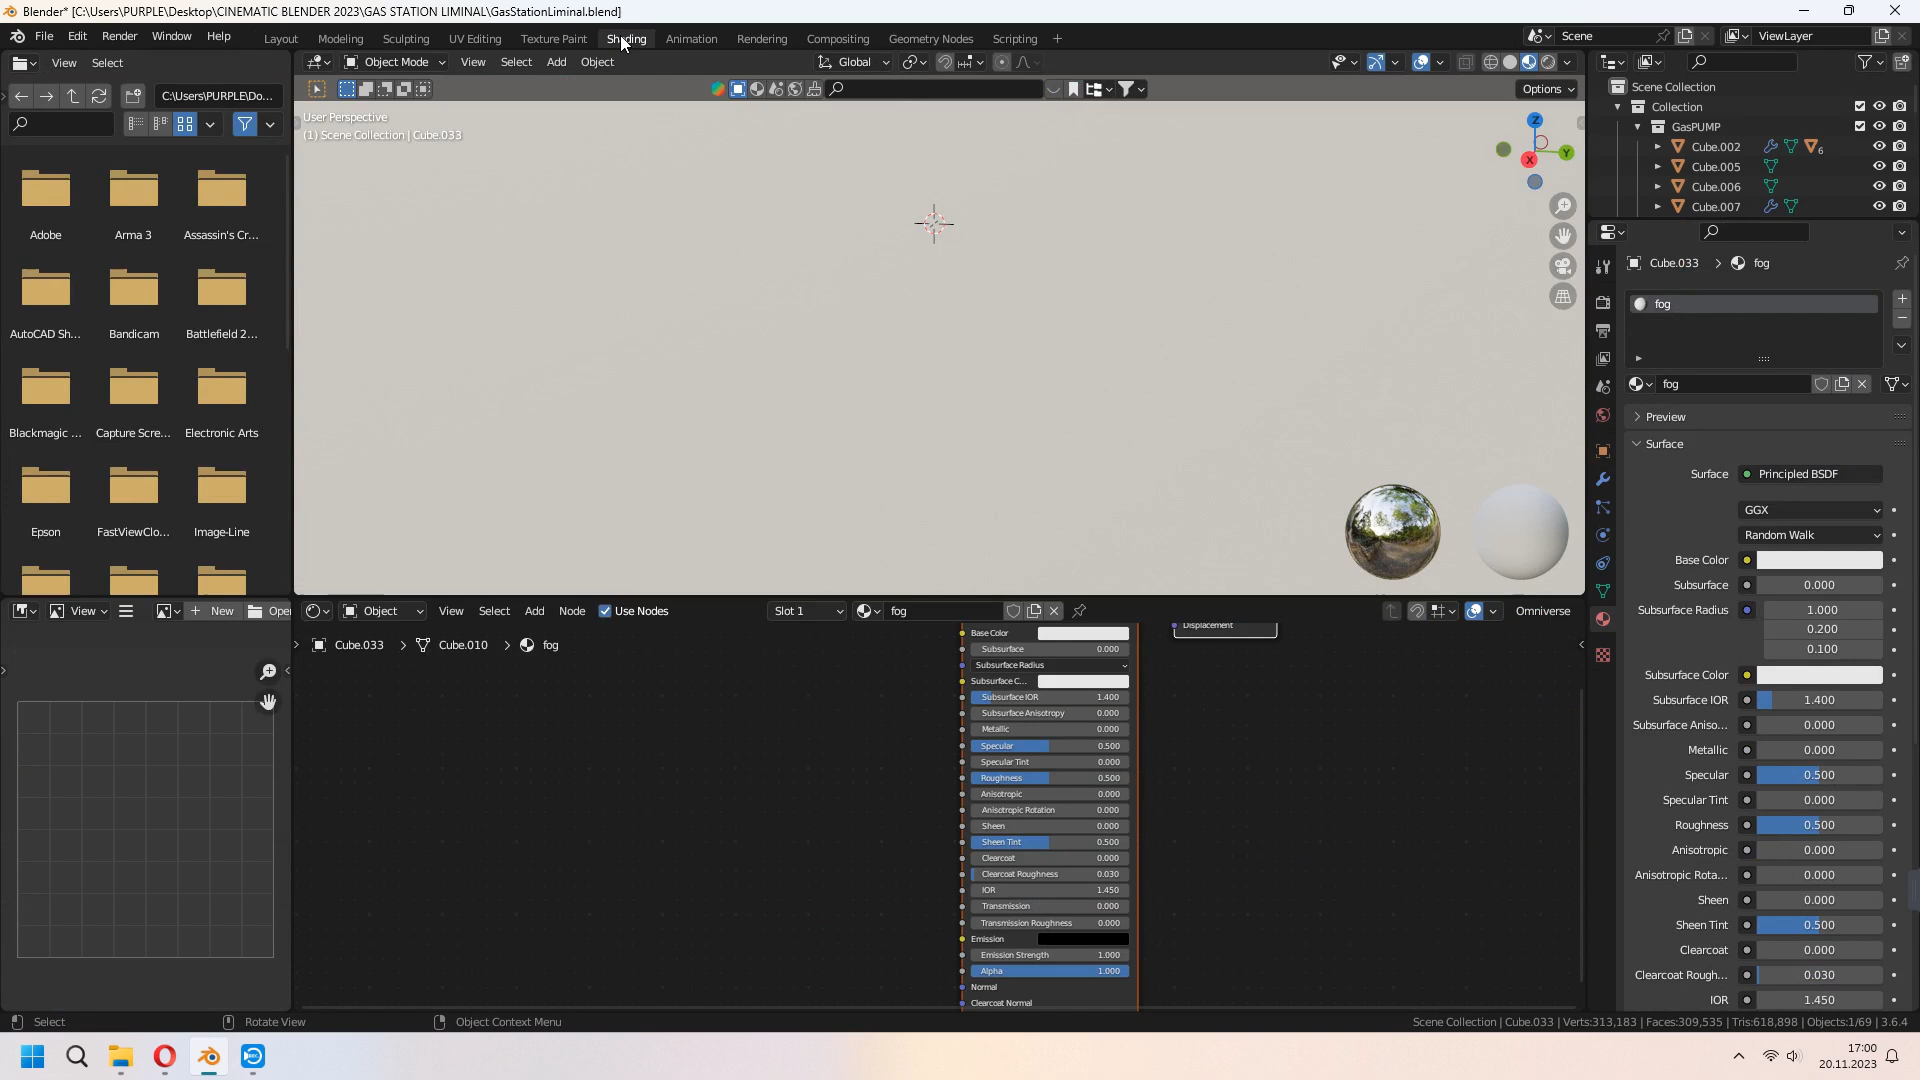 Blender* [C:\Users\PURPLE\Desktop\CINEMATIC BLENDER 2023\GAS STATION LIMINAL\GasStationLiminal.blend]
File Edit Render Window Help Layout Modeling Sculpting UV Editing Texture Paint Shading Animation Rendering Compositing Geometry Nodes Scripting + Scene ViewLayer
View Select Object Mode View Select Add Object Global
C:\Users\PURPLE\Do... Options
User Perspective
(1) Scene Collection | Cube.033
Z
Y
X
Adobe Arma 3 Assassin's Cr...
AutoCAD Sh... Bandicam Battlefield 2...
Blackmagic ... Capture Scre... Electronic Arts
Epson FastViewClo... Image-Line
Scene Collection
Collection
GasPUMP
Cube.002 6
Cube.005
Cube.006
Cube.007
Cube.033 > fog
fog
fog
Preview
Surface
Surface Principled BSDF
GGX
Random Walk
Base Color
Subsurface 0.000
Subsurface Radius 1.000
0.200
0.100
Subsurface Color
Subsurface IOR 1.400
Subsurface Aniso... 0.000
Metallic 0.000
Specular 0.500
Specular Tint 0.000
Roughness 0.500
Anisotropic 0.000
Anisotropic Rota... 0.000
Sheen 0.000
Sheen Tint 0.500
Clearcoat 0.000
Clearcoat Rough... 0.030
IOR 1.450
View + New Open
Object View Select Add Node Use Nodes Slot 1 fog Omniverse
Cube.033 > Cube.010 > fog
Displacement
Base Color
Subsurface 0.000
Subsurface Radius
Subsurface C...
Subsurface IOR 1.400
Subsurface Anisotropy 0.000
Metallic 0.000
Specular 0.500
Specular Tint 0.000
Roughness 0.500
Anisotropic 0.000
Anisotropic Rotation 0.000
Sheen 0.000
Sheen Tint 0.500
Clearcoat 0.000
Clearcoat Roughness 0.030
IOR 1.450
Transmission 0.000
Transmission Roughness 0.000
Emission
Emission Strength 1.000
Alpha 1.000
Normal
Clearcoat Normal
Select Rotate View Object Context Menu Scene Collection | Cube.033 | Verts:313,183 | Faces:309,535 | Tris:618,898 | Objects:1/69 | 3.6.4
17:00
20.11.2023